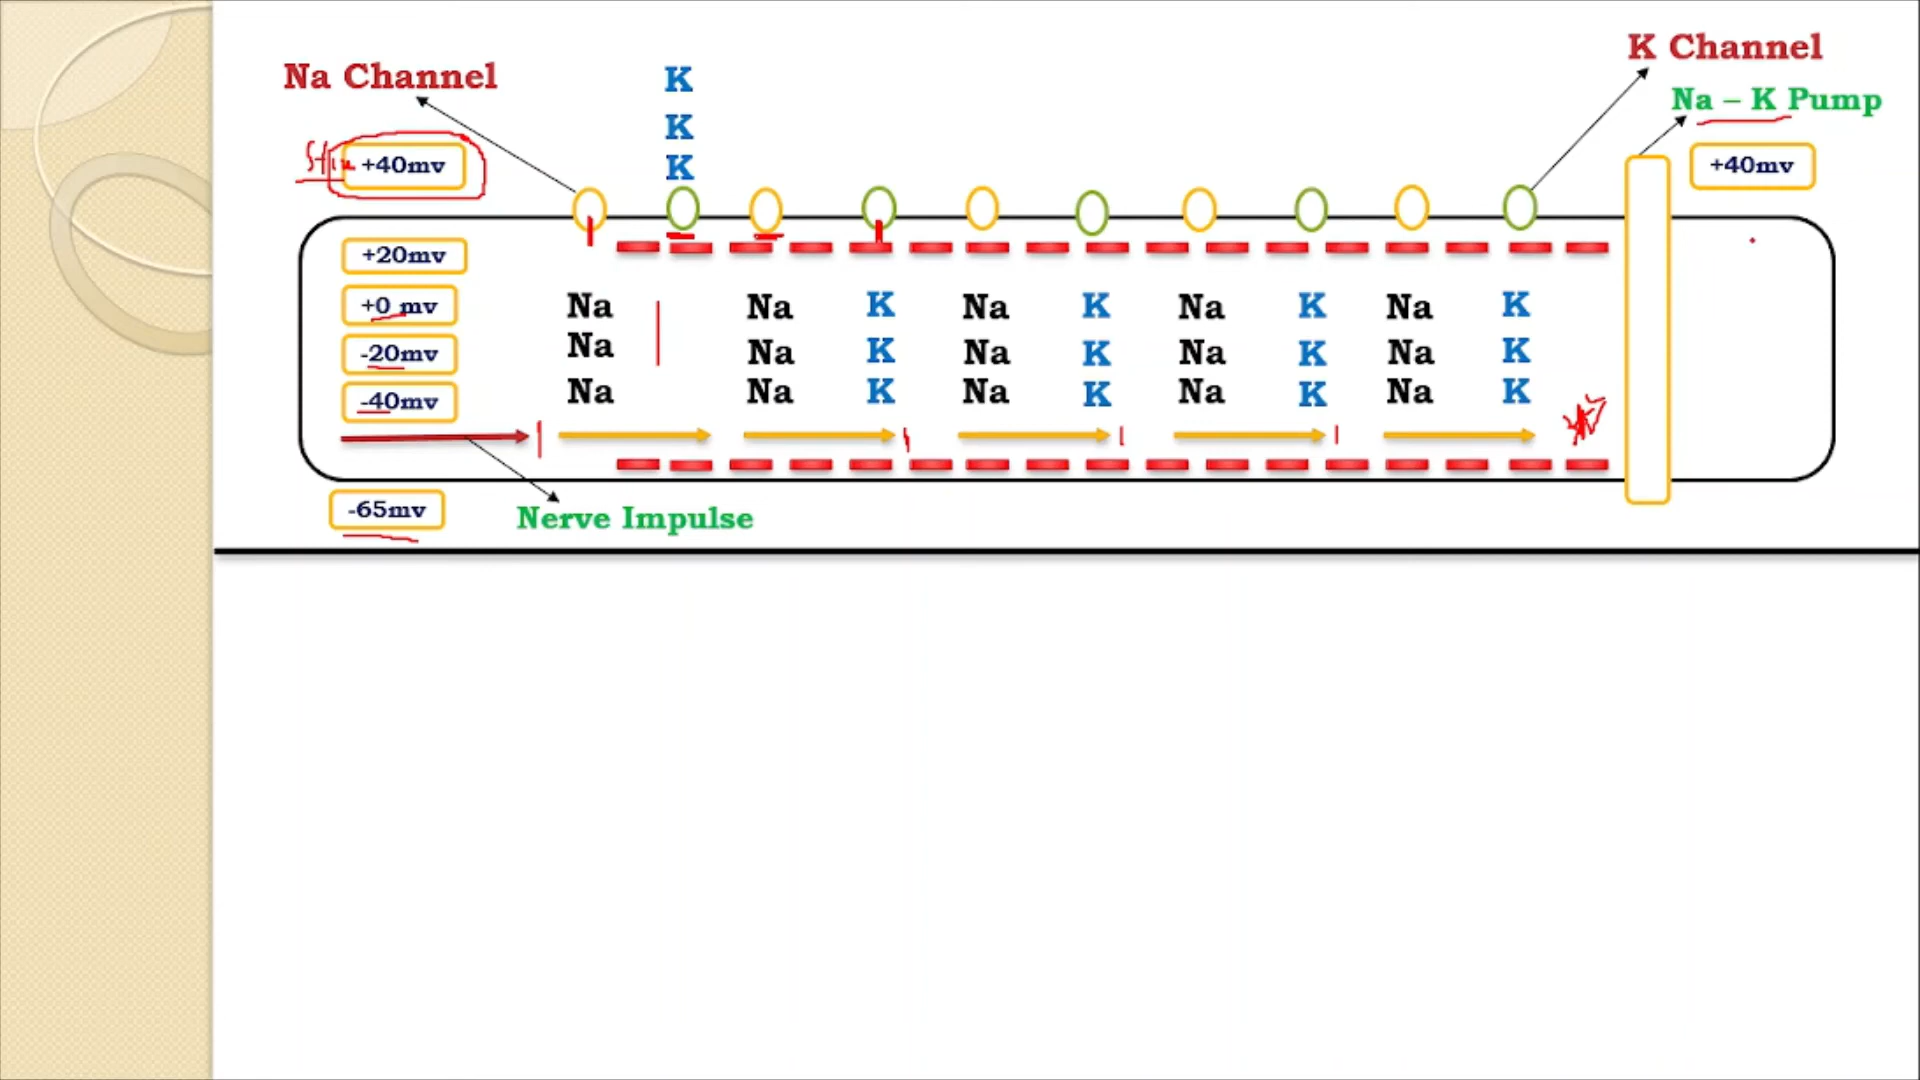 K Channel
Na Channel
K
Na – K Pump
K
+40mv
K
+40mv
+20mv
+0 mv
Na Na K Na K Na K Na K
-20mv
Na Na K Na K Na K Na K
-40mv
Na Na K Na K Na K Na K
-65mv
Nerve Impulse